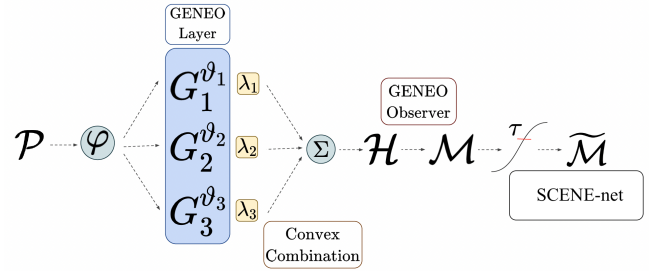 GENEO
Layer
𝒫
φ
G₁^ϑ₁
λ₁
G₂^ϑ₂
λ₂
G₃^ϑ₃
λ₃
Σ
Convex
Combination
ℋ
GENEO
Observer
ℳ
τ
ℳ̃
SCENE-net